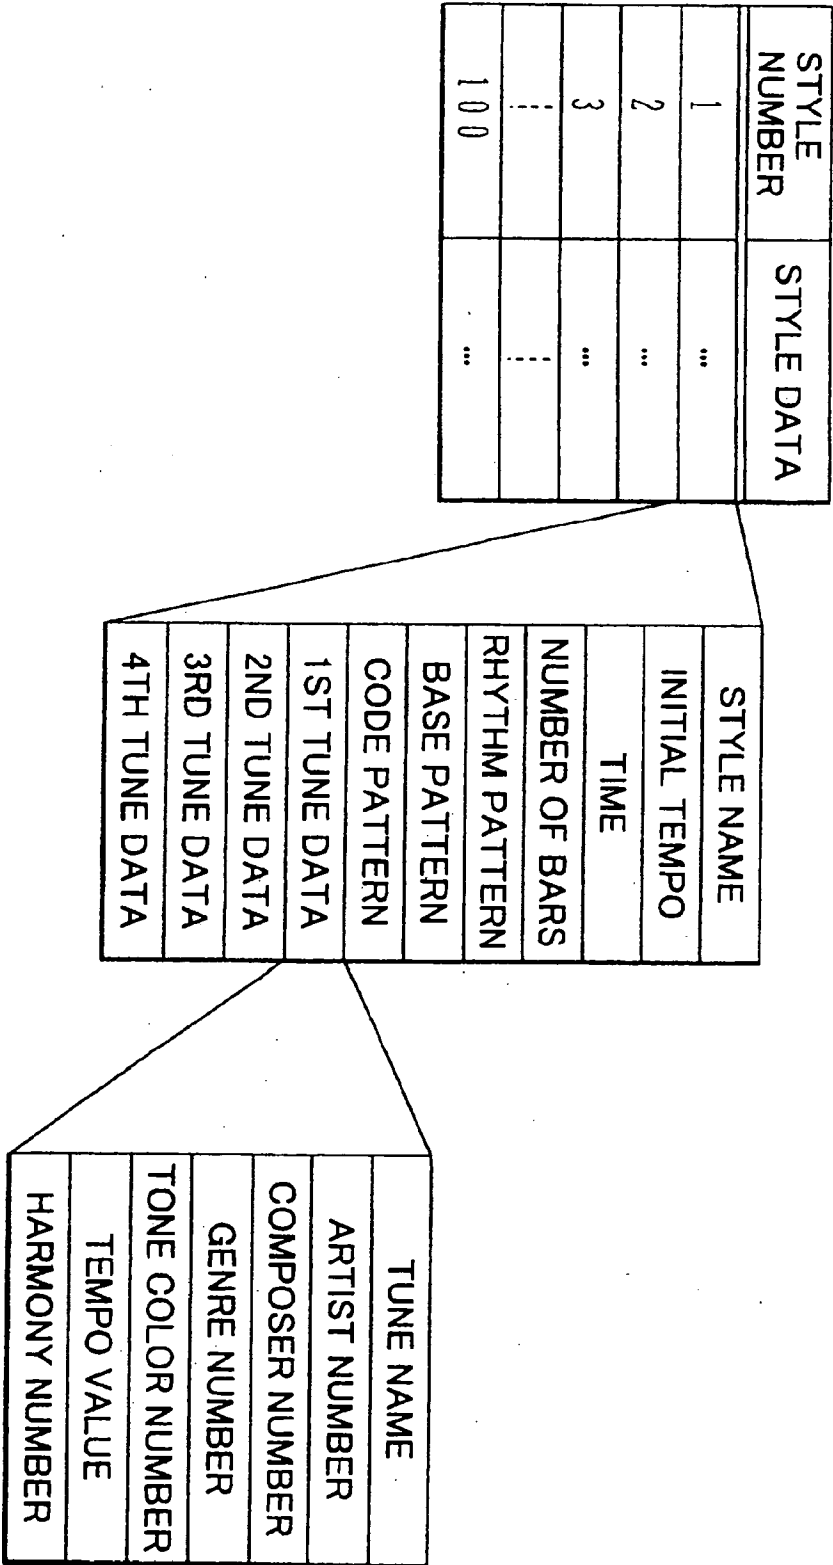 STYLE
NUMBER
STYLE DATA
1
...
2
...
3
...
100
...
STYLE NAME
INITIAL TEMPO
TIME
NUMBER OF BARS
RHYTHM PATTERN
BASE PATTERN
CODE PATTERN
1ST TUNE DATA
2ND TUNE DATA
3RD TUNE DATA
4TH TUNE DATA
TUNE NAME
ARTIST NUMBER
COMPOSER NUMBER
GENRE NUMBER
TONE COLOR NUMBER
TEMPO VALUE
HARMONY NUMBER